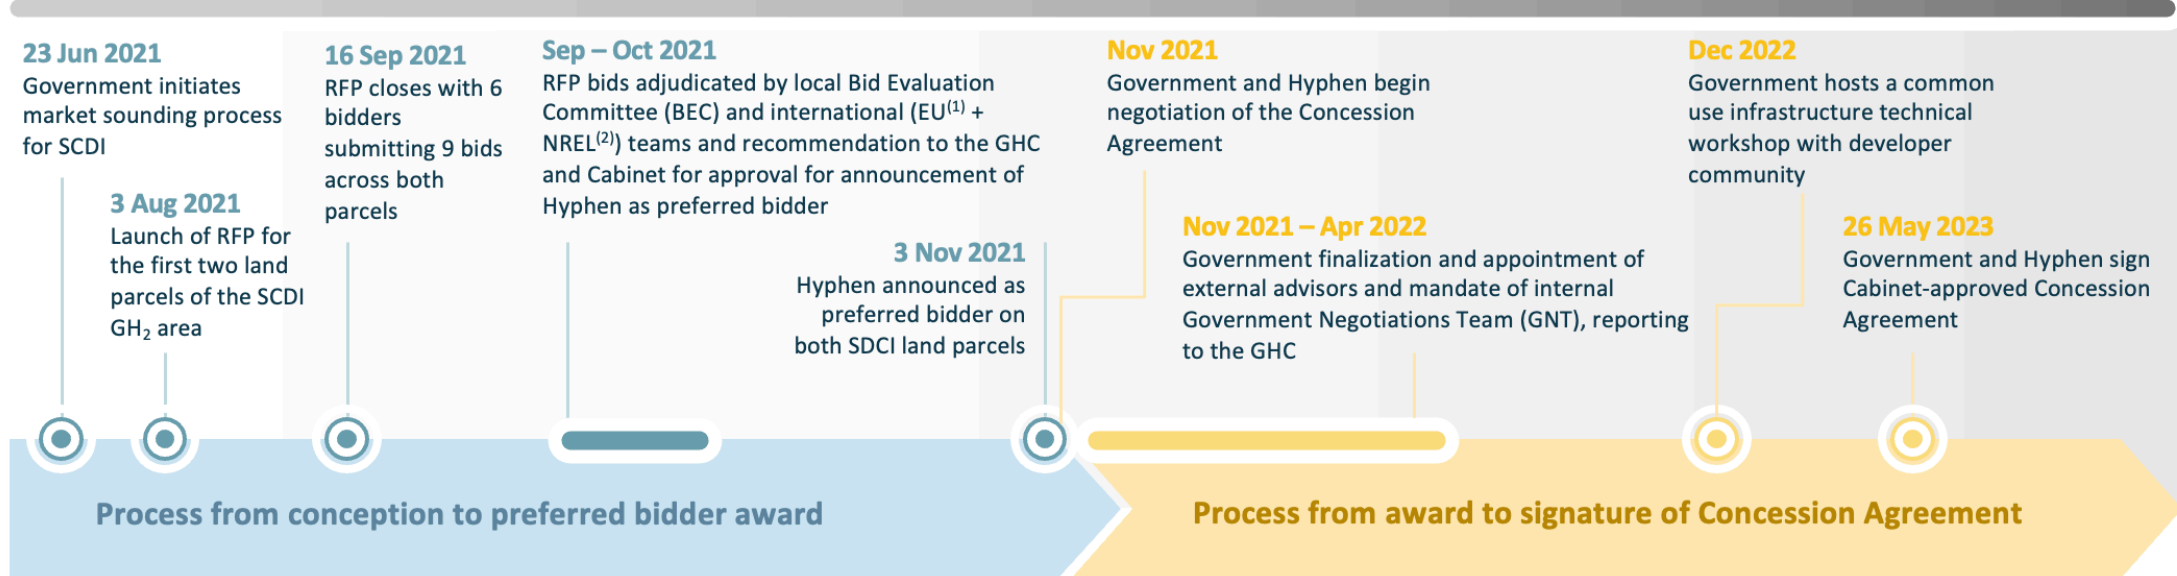 23 Jun 2021
Government initiates
market sounding process
for SCDI
3 Aug 2021
Launch of RFP for
the first two land
parcels of the SCDI
GH₂ area
16 Sep 2021
RFP closes with 6
bidders
submitting 9 bids
across both
parcels
Sep – Oct 2021
RFP bids adjudicated by local Bid Evaluation
Committee (BEC) and international (EU⁽¹⁾ +
NREL⁽²⁾) teams and recommendation to the GHC
and Cabinet for approval for announcement of
Hyphen as preferred bidder
3 Nov 2021
Hyphen announced as
preferred bidder on
both SDCI land parcels
Nov 2021
Government and Hyphen begin
negotiation of the Concession
Agreement
Nov 2021 – Apr 2022
Government finalization and appointment of
external advisors and mandate of internal
Government Negotiations Team (GNT), reporting
to the GHC
Dec 2022
Government hosts a common
use infrastructure technical
workshop with developer
community
26 May 2023
Government and Hyphen sign
Cabinet-approved Concession
Agreement
Process from conception to preferred bidder award
Process from award to signature of Concession Agreement